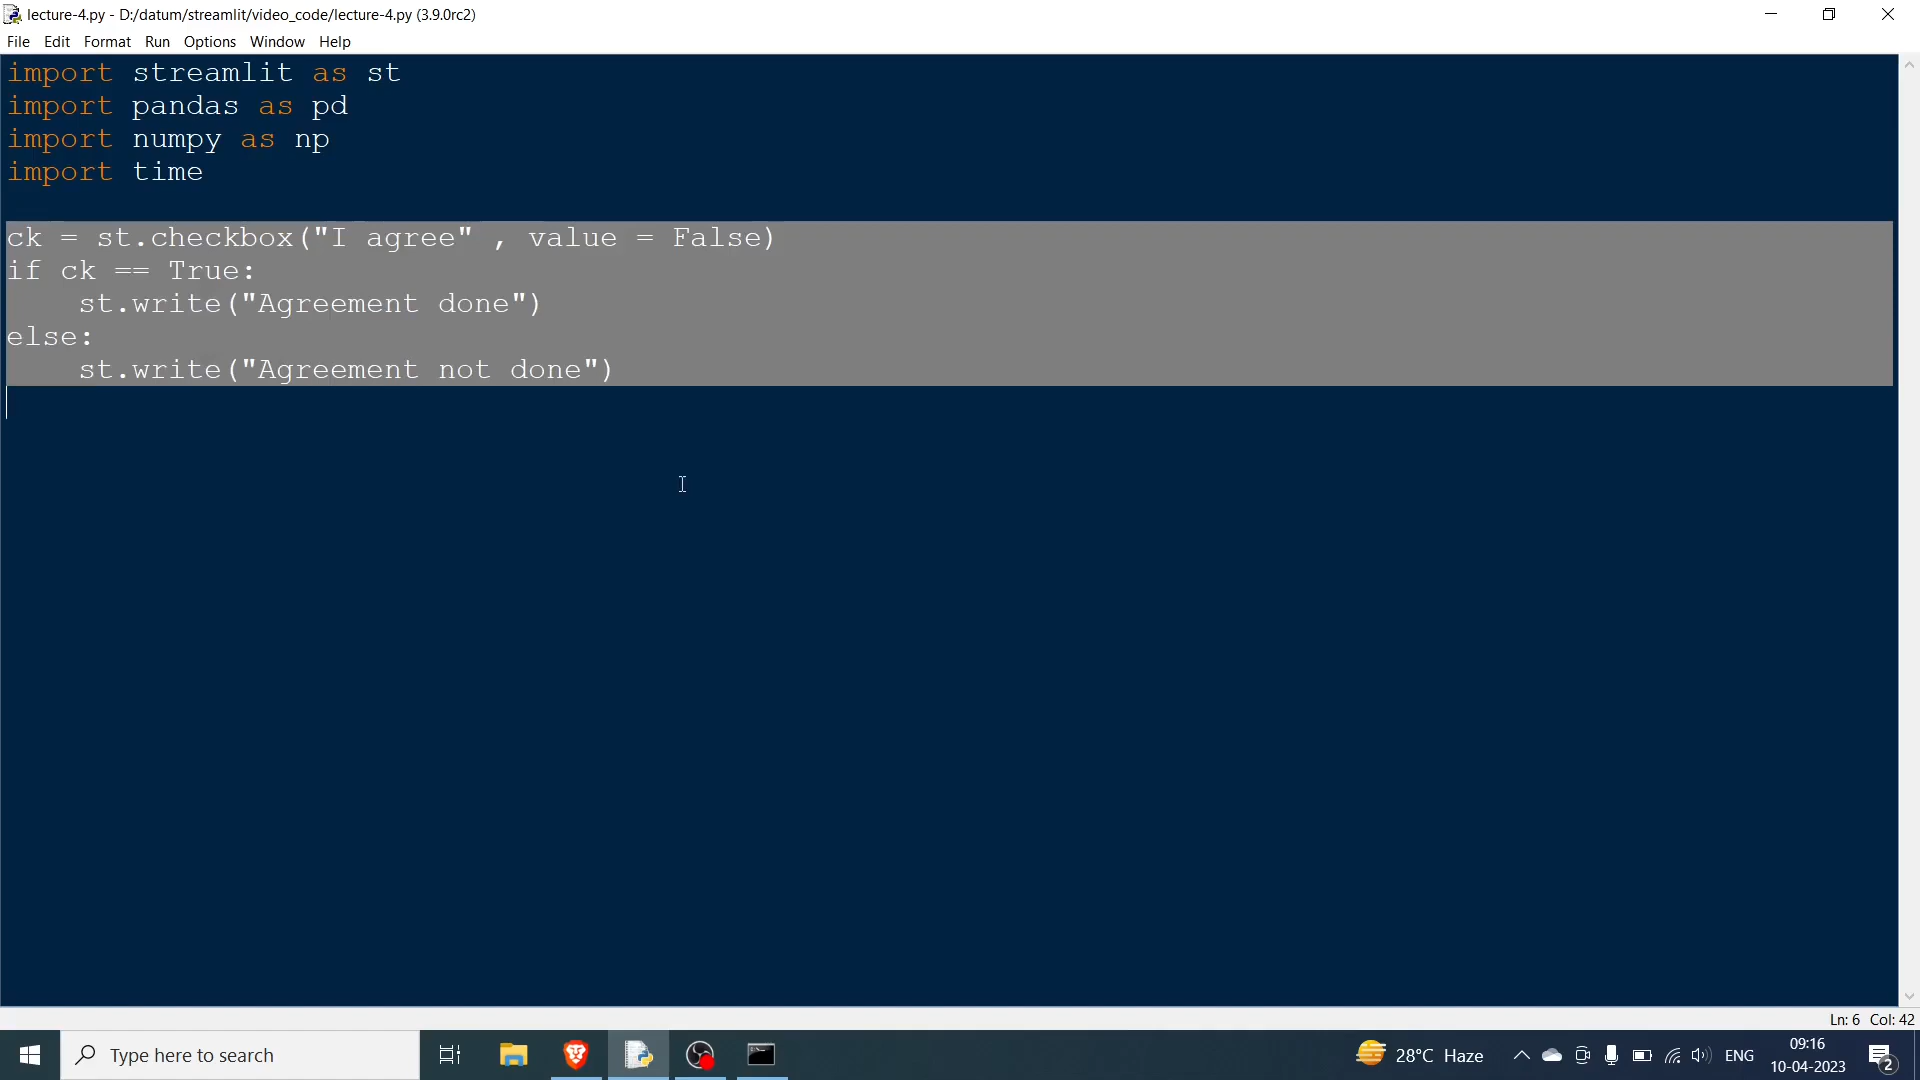 lecture-4.py - D:/datum/streamlit/video_code/lecture-4.py (3.9.0rc2)
File Edit Format Run Options Window Help
import streamlit as st
import pandas as pd
import numpy as np
import time
ck = st.checkbox("I agree" , value = False)
if ck == True:
    st.write("Agreement done")
else:
    st.write("Agreement not done")
Ln: 6 Col: 42
Type here to search
28°C Haze
ENG
09:16
10-04-2023
2